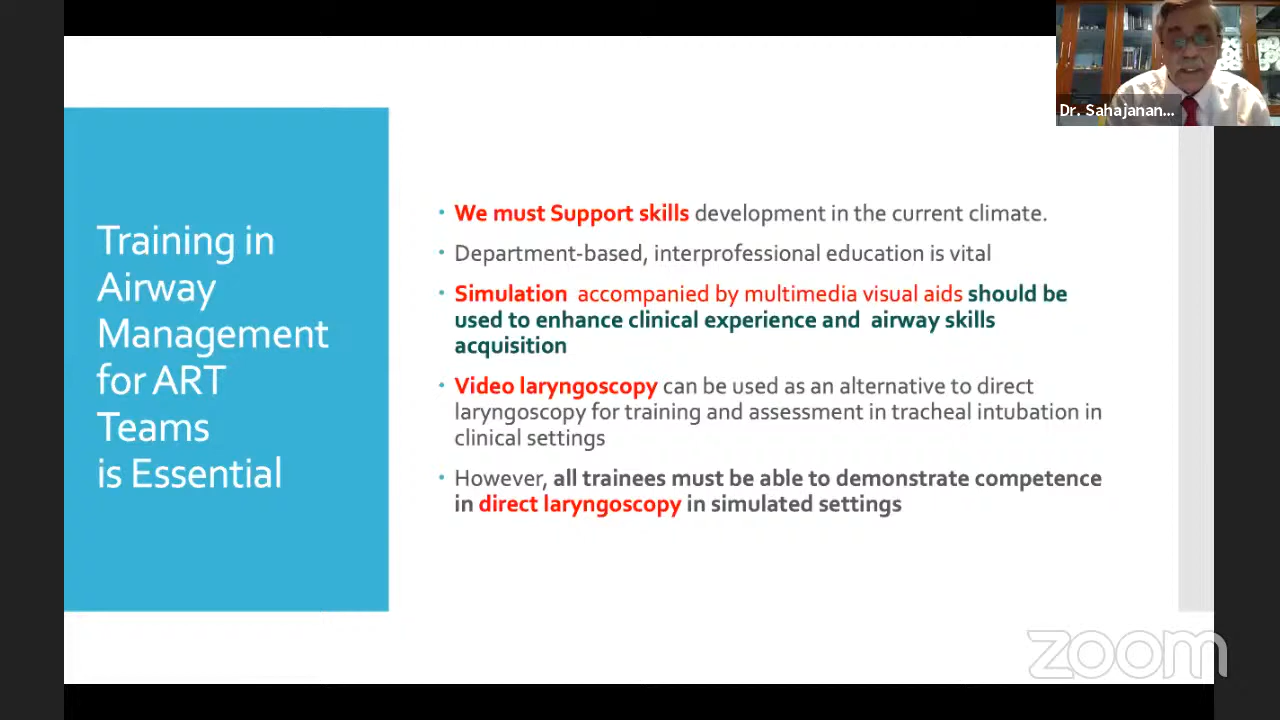 Dr. Sahajanan...
Training in
Airway
Management
for ART
Teams
is Essential
We must Support skills development in the current climate.
Department-based, interprofessional education is vital
Simulation accompanied by multimedia visual aids should be
used to enhance clinical experience and airway skills
acquisition
Video laryngoscopy can be used as an alternative to direct
laryngoscopy for training and assessment in tracheal intubation in
clinical settings
However, all trainees must be able to demonstrate competence
in direct laryngoscopy in simulated settings
zoom